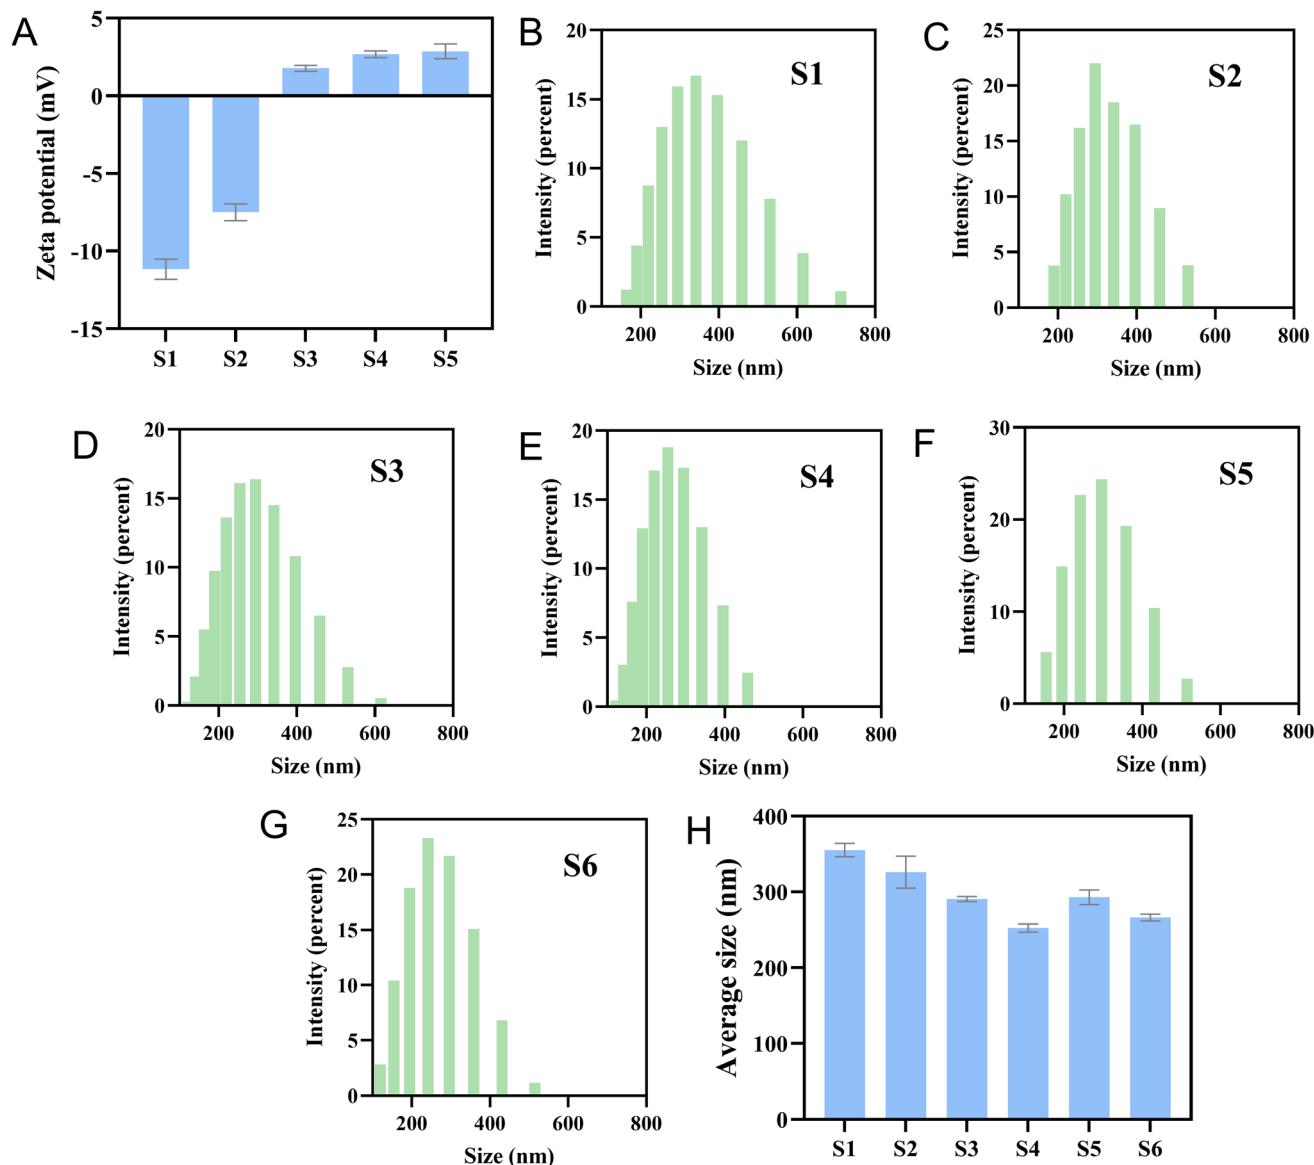 A
Zeta potential (mV)
5
0
-5
-10
-15
S1 S2 S3 S4 S5
B
S1
Intensity (percent)
20
15
10
5
0
200 400 600 800
Size (nm)
C
S2
Intensity (percent)
25
20
15
10
5
0
200 400 600 800
Size (nm)
D
S3
Intensity (percent)
20
15
10
5
0
200 400 600 800
Size (nm)
E
S4
Intensity (percent)
20
15
10
5
0
200 400 600 800
Size (nm)
F
S5
Intensity (percent)
30
20
10
0
200 400 600 800
Size (nm)
G
S6
Intensity (percent)
25
20
15
10
5
0
200 400 600 800
Size (nm)
H
Average size (nm)
400
300
200
100
0
S1 S2 S3 S4 S5 S6